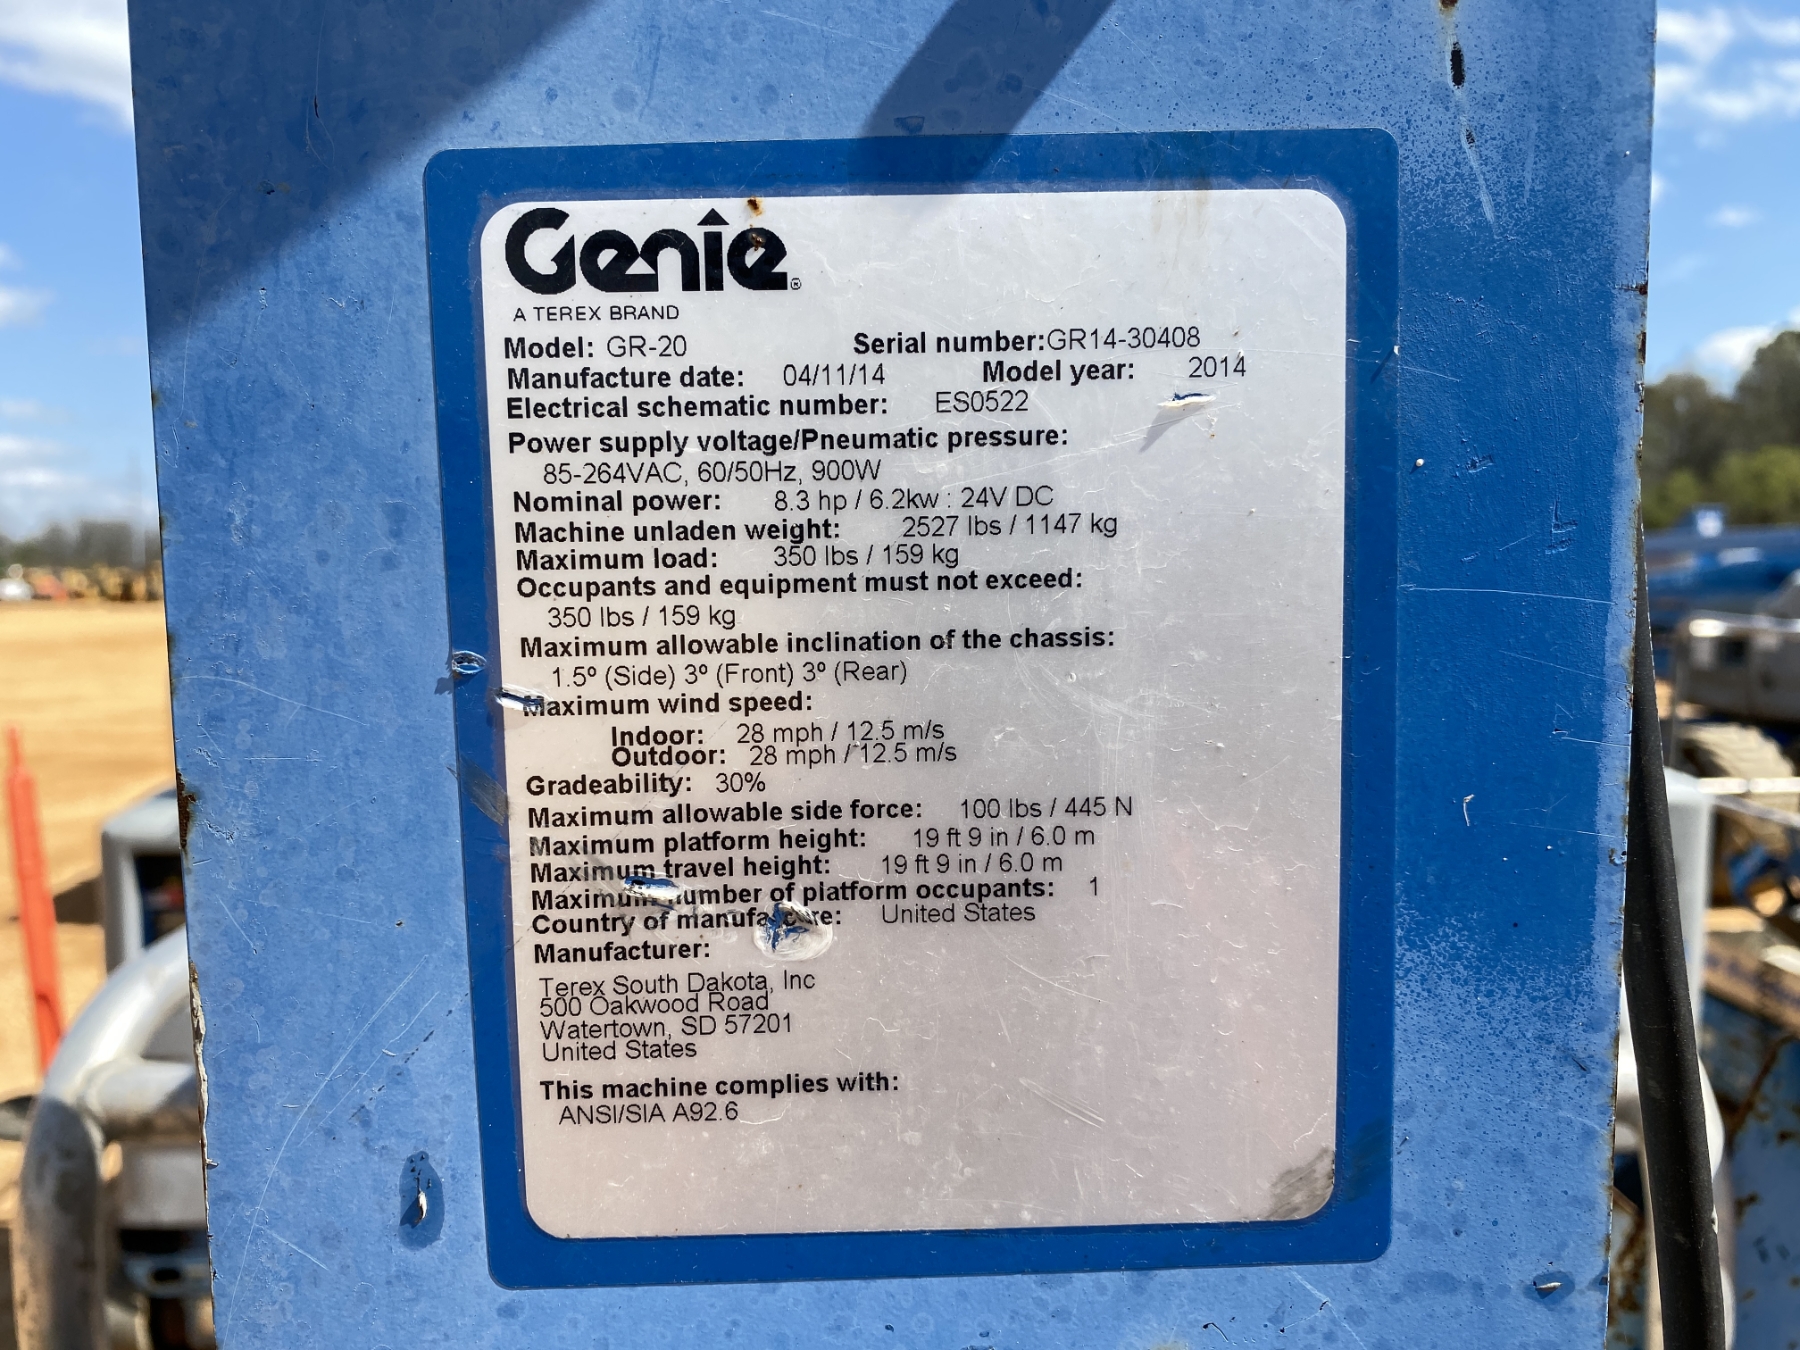 Genie®
A TEREX BRAND
Model: GR-20 Serial number:GR14-30408
Manufacture date: 04/11/14 Model year: 2014
Electrical schematic number: ES0522
Power supply voltage/Pneumatic pressure:
85-264VAC, 60/50Hz, 900W
Nominal power: 8.3 hp / 6.2kw : 24V DC
Machine unladen weight: 2527 lbs / 1147 kg
Maximum load: 350 lbs / 159 kg
Occupants and equipment must not exceed:
350 lbs / 159 kg
Maximum allowable inclination of the chassis:
1.5º (Side) 3º (Front) 3º (Rear)
Maximum wind speed:
Indoor: 28 mph / 12.5 m/s
Outdoor: 28 mph / 12.5 m/s
Gradeability: 30%
Maximum allowable side force: 100 lbs / 445 N
Maximum platform height: 19 ft 9 in / 6.0 m
Maximum travel height: 19 ft 9 in / 6.0 m
Maximum number of platform occupants: 1
Country of manufacture: United States
Manufacturer:
Terex South Dakota, Inc
500 Oakwood Road
Watertown, SD 57201
United States
This machine complies with:
ANSI/SIA A92.6